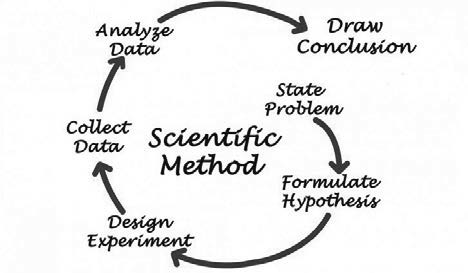 Scientific
Method
State
Problem
Formulate
Hypothesis
Design
Experiment
Collect
Data
Analyze
Data
Draw
Conclusion